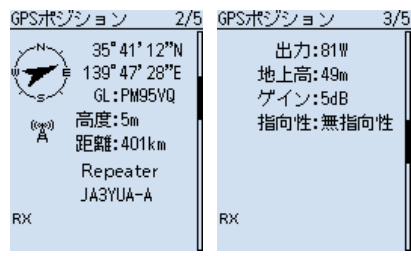 GPSポジション 2/5
N
W E
S
35°41'12"N
139°47'28"E
GL:PM95VQ
高度:5m
距離:401km
Repeater
JA3YUA-A
RX
GPSポジション 3/5
出力:81W
地上高:49m
ゲイン:5dB
指向性:無指向性
RX